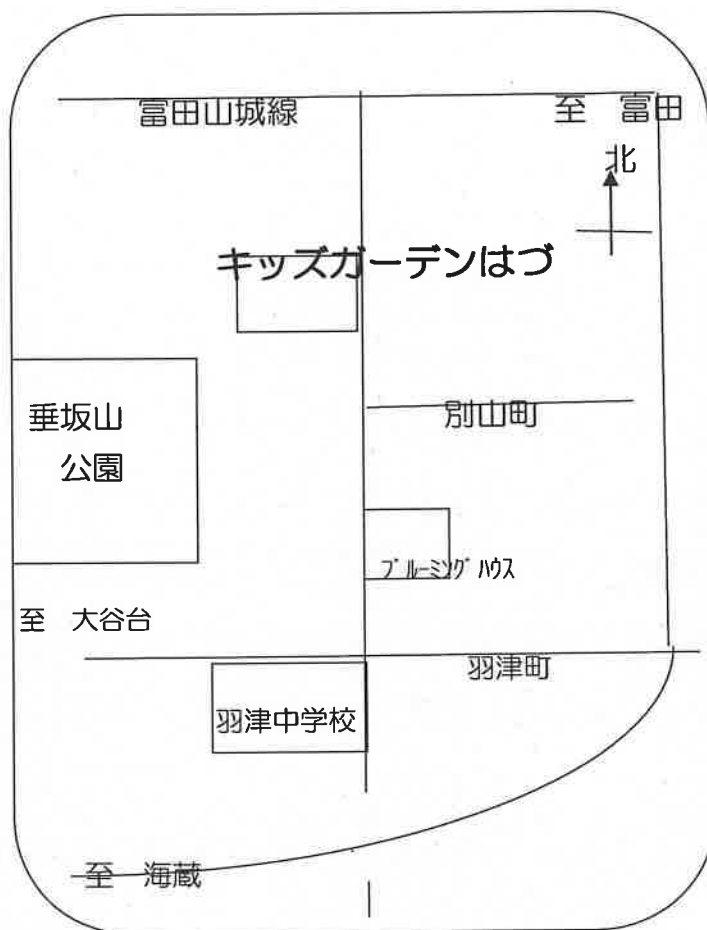 富田山城線
至　富田
北
キッズガーデンはづ
垂坂山
公園
別山町
ブルーミングハウス
至　大谷台
羽津町
羽津中学校
至　海蔵